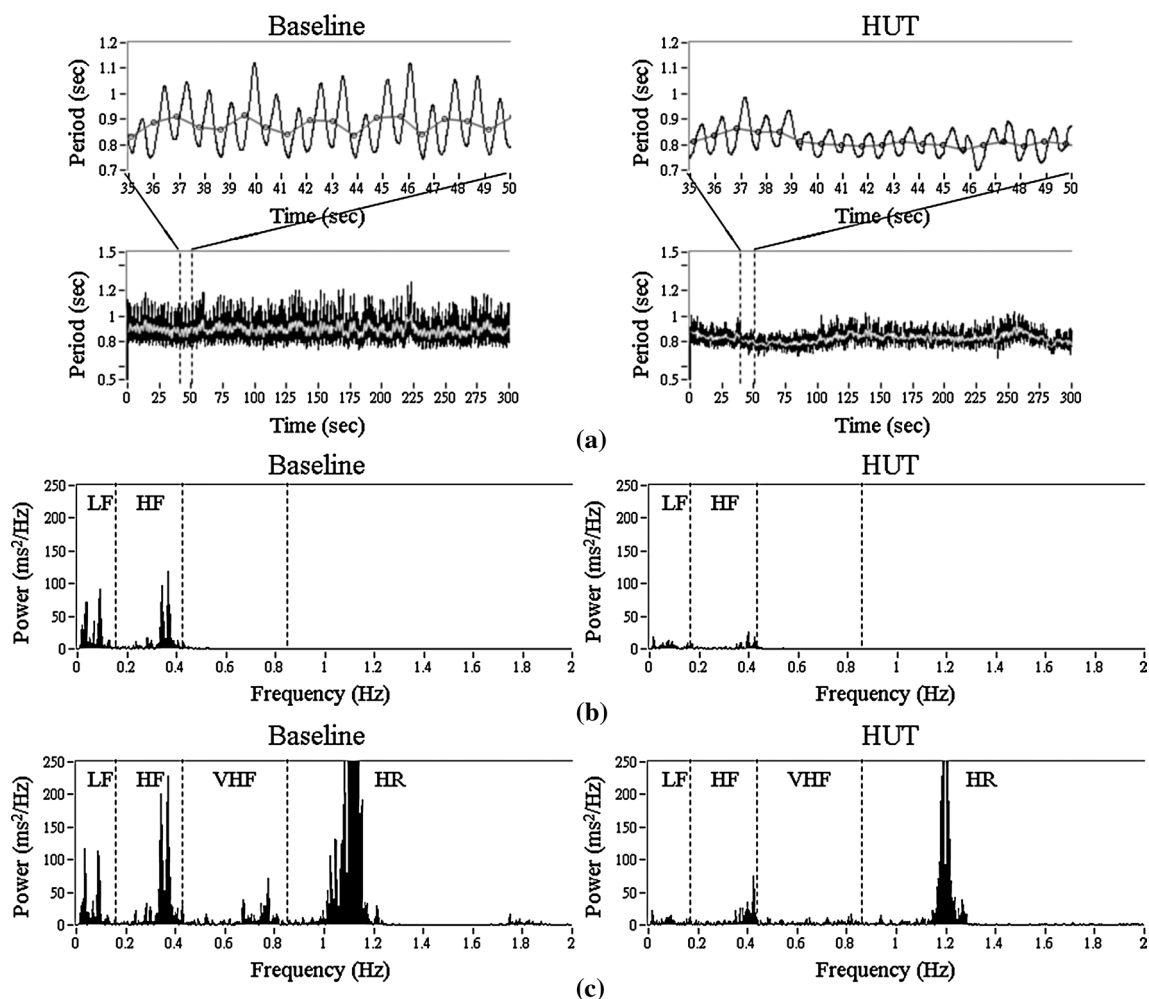 Baseline
HUT
Period (sec)
1.2
1.1
1
0.9
0.8
0.7
35 36 37 38 39 40 41 42 43 44 45 46 47 48 49 50
Time (sec)
Period (sec)
1.2
1.1
1
0.9
0.8
0.7
35 36 37 38 39 40 41 42 43 44 45 46 47 48 49 50
Time (sec)
Period (sec)
1.5
1.2
1
0.8
0.5
0 25 50 75 100 125 150 175 200 225 250 275 300
Time (sec)
Period (sec)
1.5
1.2
1
0.8
0.5
0 25 50 75 100 125 150 175 200 225 250 275 300
Time (sec)
(a)
Baseline
HUT
Power (ms²/Hz)
250
200
150
100
50
0
LF HF
0 0.2 0.4 0.6 0.8 1 1.2 1.4 1.6 1.8 2
Frequency (Hz)
Power (ms²/Hz)
250
200
150
100
50
0
LF HF
0 0.2 0.4 0.6 0.8 1 1.2 1.4 1.6 1.8 2
Frequency (Hz)
(b)
Baseline
HUT
Power (ms²/Hz)
250
200
150
100
50
0
LF HF VHF HR
0 0.2 0.4 0.6 0.8 1 1.2 1.4 1.6 1.8 2
Frequency (Hz)
Power (ms²/Hz)
250
200
150
100
50
0
LF HF VHF HR
0 0.2 0.4 0.6 0.8 1 1.2 1.4 1.6 1.8 2
Frequency (Hz)
(c)